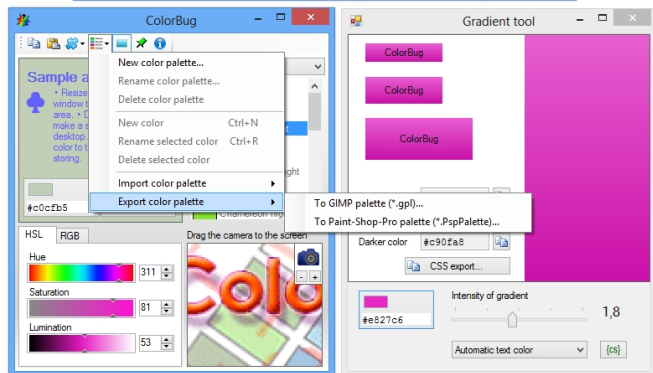 ColorBug
Gradient tool
New color palette...
Rename color palette...
Delete color palette
New color Ctrl+N
Rename selected color Ctrl+R
Delete selected color
Import color palette
Export color palette
To GIMP palette (*.gpl)...
To Paint-Shop-Pro palette (*.PspPalette)...
Sample a
• Resize
window t
area. • D
make a s
desktop.
color to t
storing.
#c0cfb5
ght
HSL RGB
Hue
311
Saturation
81
Lumination
53
Drag the camera to the screen
Colo
- +
ColorBug
ColorBug
ColorBug
Darker color #c90fa8
CSS export...
#e827c6
Intensity of gradient
1,8
Automatic text color
{cs}